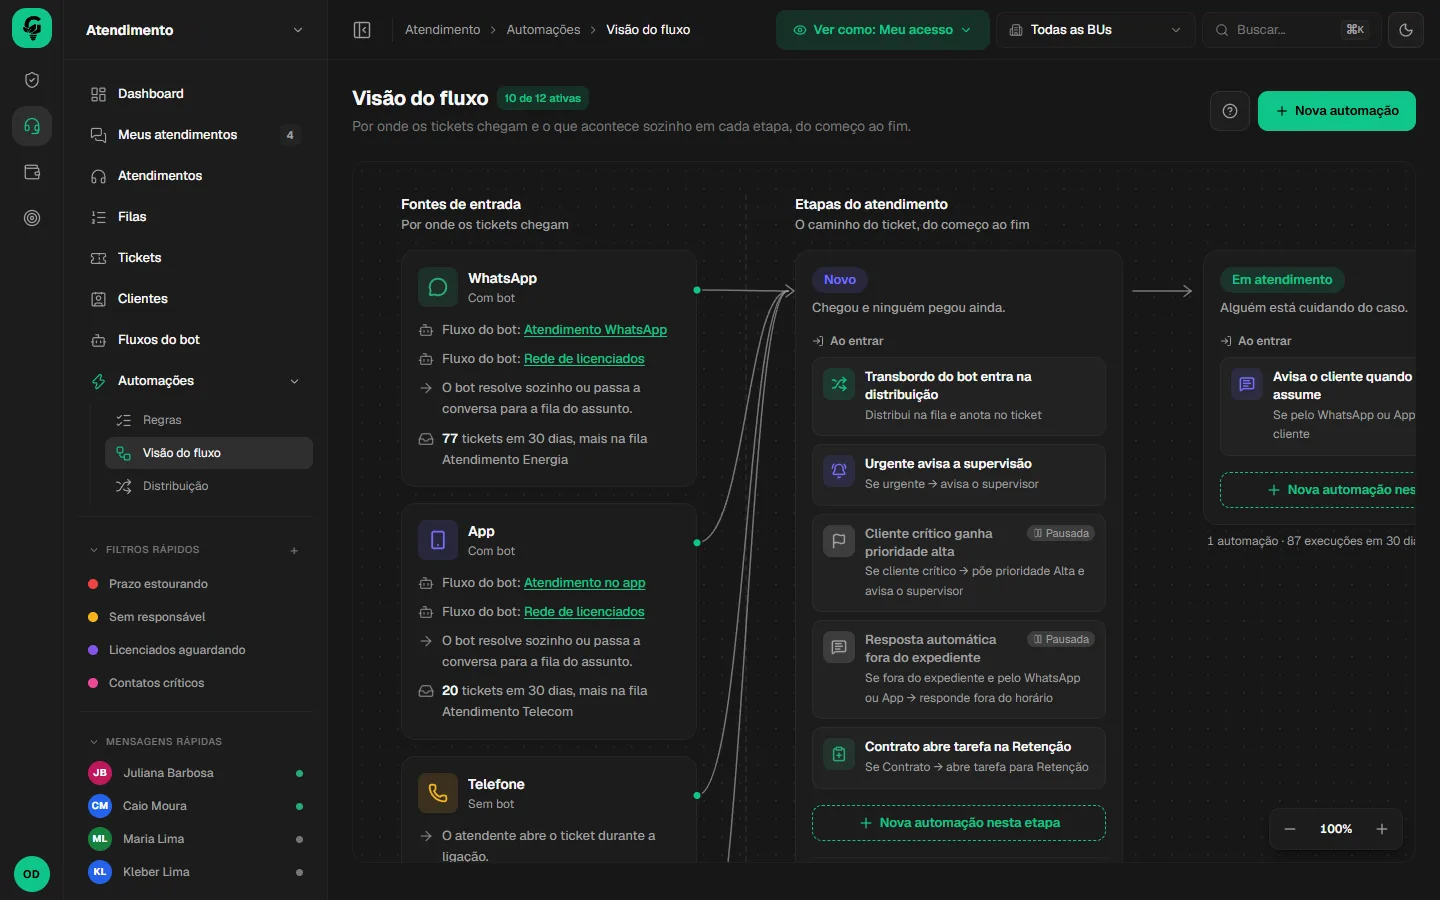 Atendimento
Dashboard
Meus atendimentos
4
Atendimentos
Filas
Tickets
Clientes
Fluxos do bot
Automações
Regras
Visão do fluxo
Distribuição
FILTROS RÁPIDOS
Prazo estourando
Sem responsável
Licenciados aguardando
Contatos críticos
MENSAGENS RÁPIDAS
JB Juliana Barbosa
CM Caio Moura
ML Maria Lima
KL Kleber Lima
OD
Atendimento > Automações > Visão do fluxo
Ver como: Meu acesso
Todas as BUs
Buscar...
⌘K
Visão do fluxo
10 de 12 ativas
Por onde os tickets chegam e o que acontece sozinho em cada etapa, do começo ao fim.
+ Nova automação
Fontes de entrada
Por onde os tickets chegam
WhatsApp
Com bot
Fluxo do bot: Atendimento WhatsApp
Fluxo do bot: Rede de licenciados
→ O bot resolve sozinho ou passa a
conversa para a fila do assunto.
77 tickets em 30 dias, mais na fila
Atendimento Energia
App
Com bot
Fluxo do bot: Atendimento no app
Fluxo do bot: Rede de licenciados
→ O bot resolve sozinho ou passa a
conversa para a fila do assunto.
20 tickets em 30 dias, mais na fila
Atendimento Telecom
Telefone
Sem bot
→ O atendente abre o ticket durante a
ligação.
Etapas do atendimento
O caminho do ticket, do começo ao fim
Novo
Chegou e ninguém pegou ainda.
Ao entrar
Transbordo do bot entra na
distribuição
Distribui na fila e anota no ticket
Urgente avisa a supervisão
Se urgente → avisa o supervisor
Cliente crítico ganha
prioridade alta
Pausada
Se cliente crítico → põe prioridade Alta e
avisa o supervisor
Resposta automática
fora do expediente
Pausada
Se fora do expediente e pelo WhatsApp
ou App → responde fora do horário
Contrato abre tarefa na Retenção
Se Contrato → abre tarefa para Retenção
+ Nova automação nesta etapa
Em atendimento
Alguém está cuidando do caso.
Ao entrar
Avisa o cliente quando
assume
Se pelo WhatsApp ou App
cliente
+ Nova automação nes
1 automação · 87 execuções em 30 dia
− 100% +